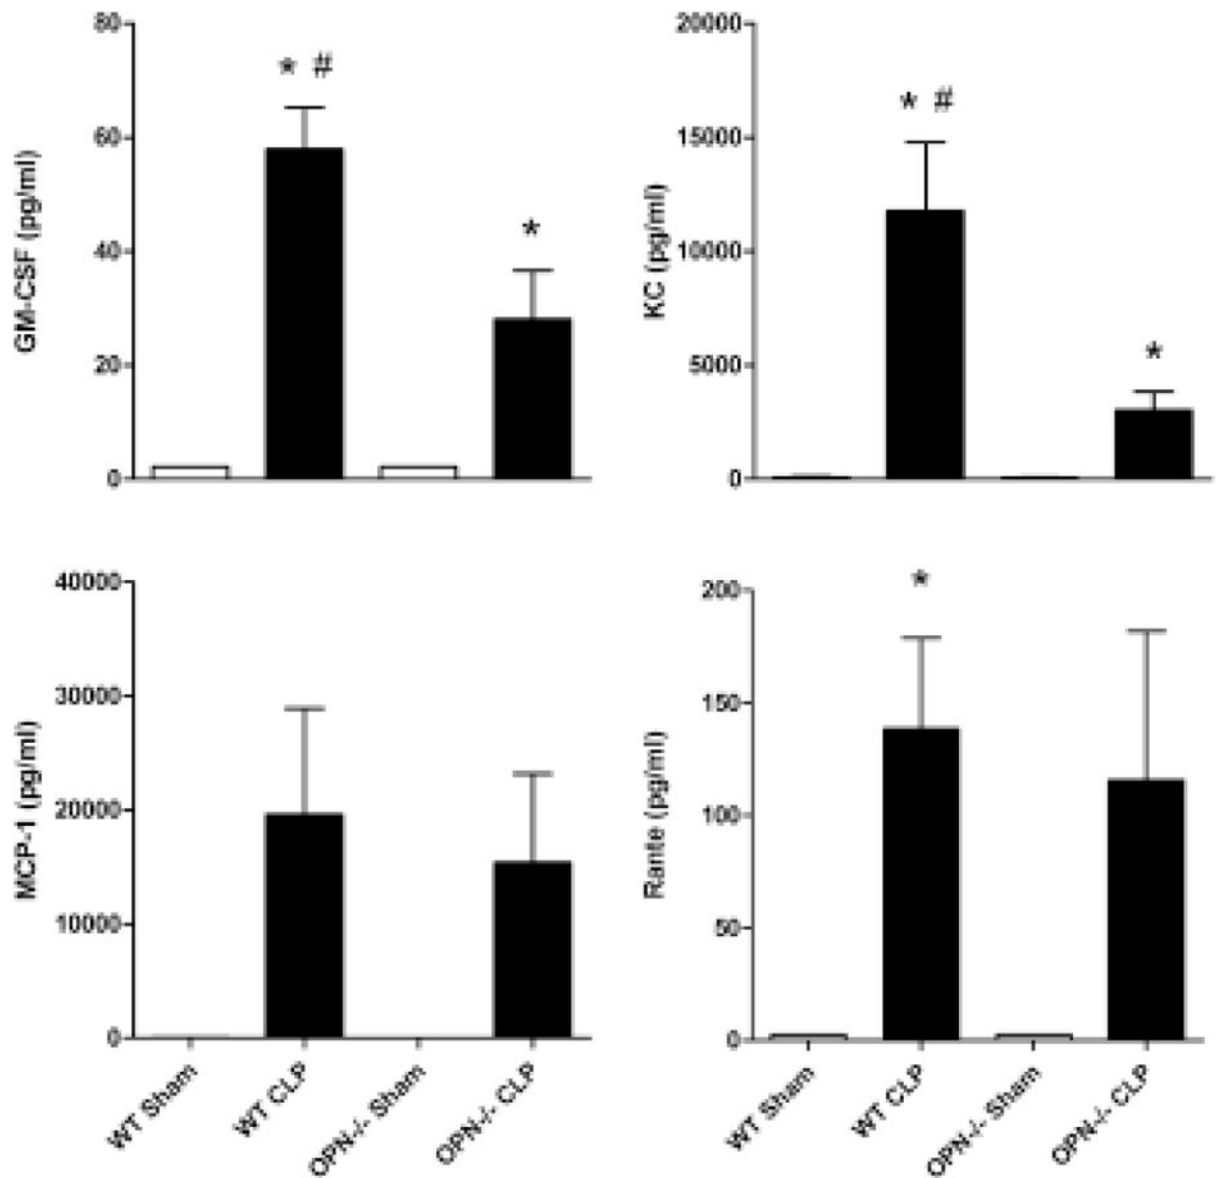 GM-CSF (pg/ml)
80
60
40
20
0
* #
*
KC (pg/ml)
20000
15000
10000
5000
0
* #
*
MCP-1 (pg/ml)
40000
30000
20000
10000
0
WT Sham
WT CLP
OPN-/- Sham
OPN-/- CLP
Rante (pg/ml)
200
150
100
50
0
*
WT Sham
WT CLP
OPN-/- Sham
OPN-/- CLP